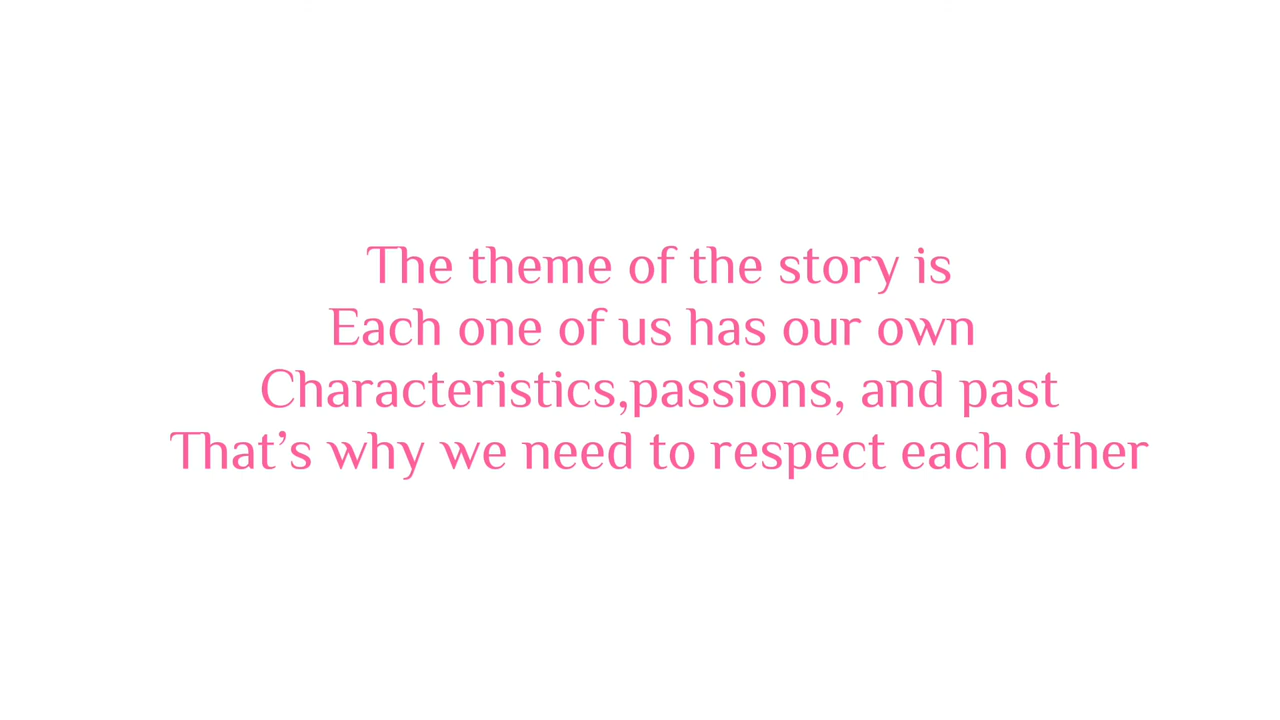 The theme of the story is
Each one of us has our own
Characteristics,passions, and past
That’s why we need to respect each other